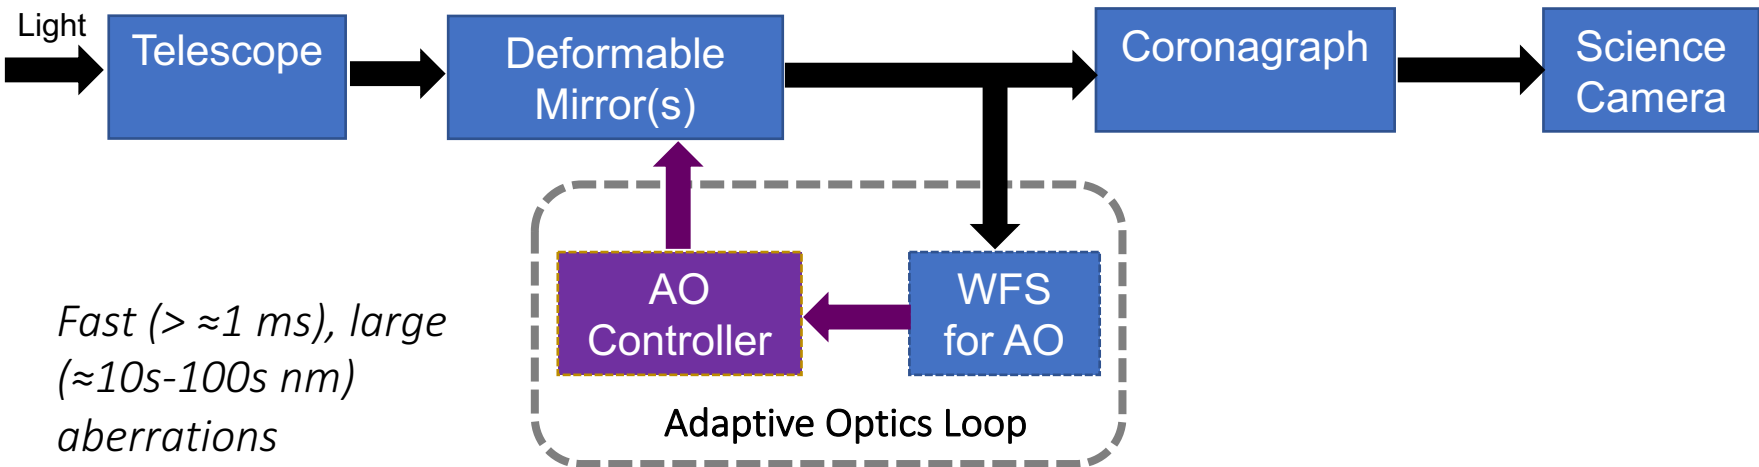 Light
Telescope
Deformable
Mirror(s)
Coronagraph
Science
Camera
AO
Controller
WFS
for AO
Adaptive Optics Loop
Fast (> ≈1 ms), large
(≈10s-100s nm)
aberrations